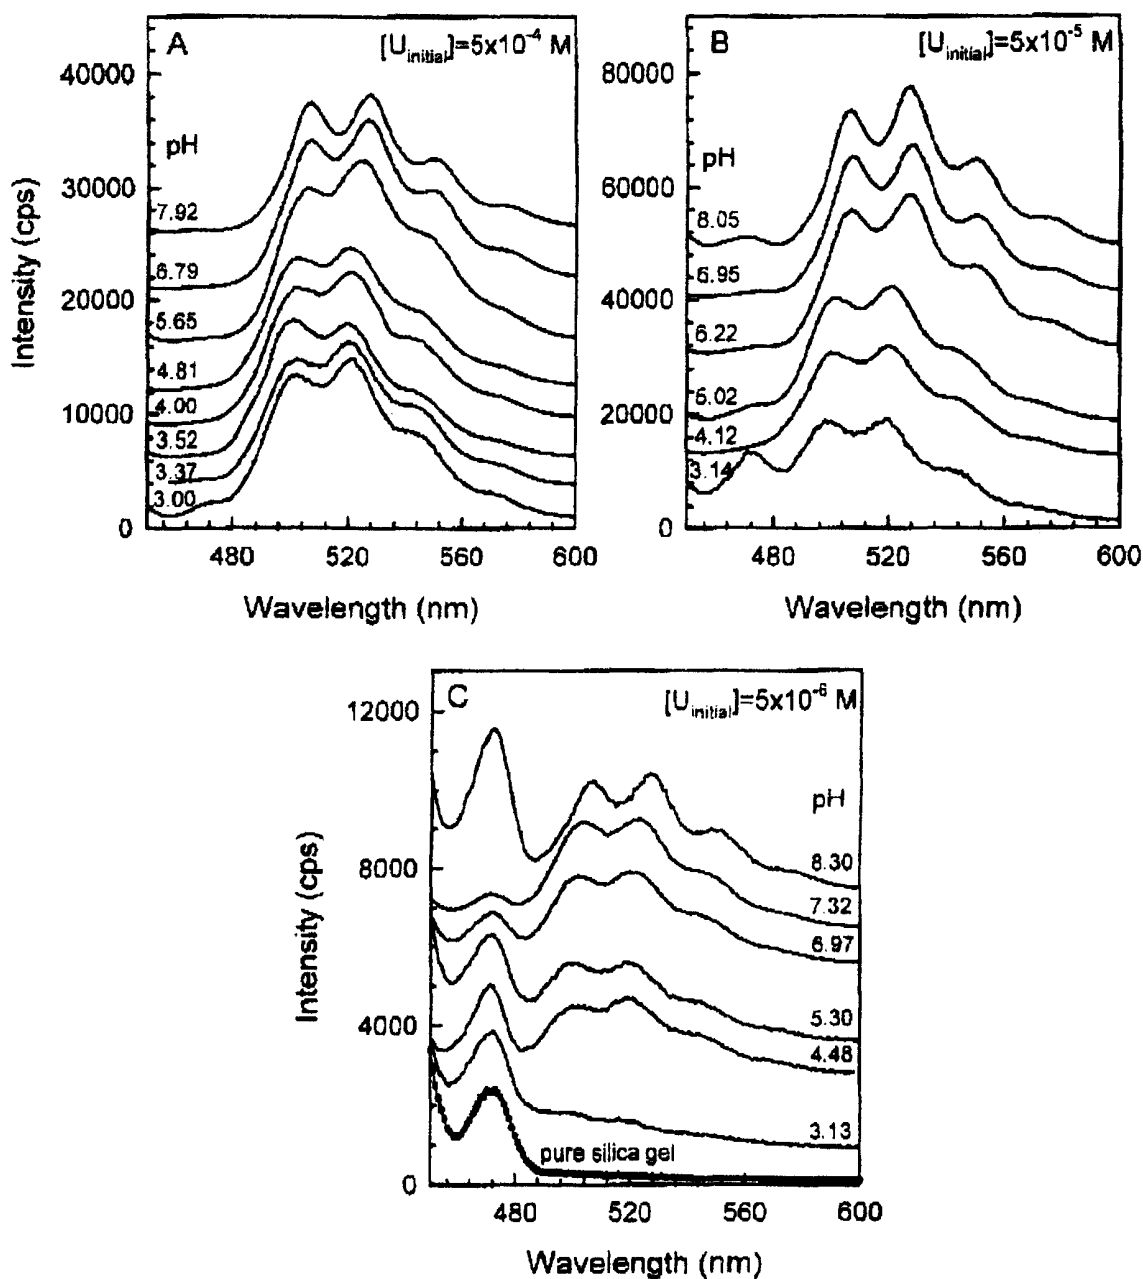 A
[U_initial]=5x10⁻⁴ M
40000
30000
20000
10000
0
Intensity (cps)
pH
7.92
6.79
5.65
4.81
4.00
3.52
3.37
3.00
480 520 560 600
Wavelength (nm)
B
[U_initial]=5x10⁻⁵ M
80000
60000
40000
20000
0
pH
8.05
6.95
6.22
5.02
4.12
3.14
480 520 560 600
Wavelength (nm)
C
[U_initial]=5x10⁻⁶ M
12000
8000
4000
0
Intensity (cps)
pH
8.30
7.32
6.97
5.30
4.48
3.13
pure silica gel
480 520 560 600
Wavelength (nm)